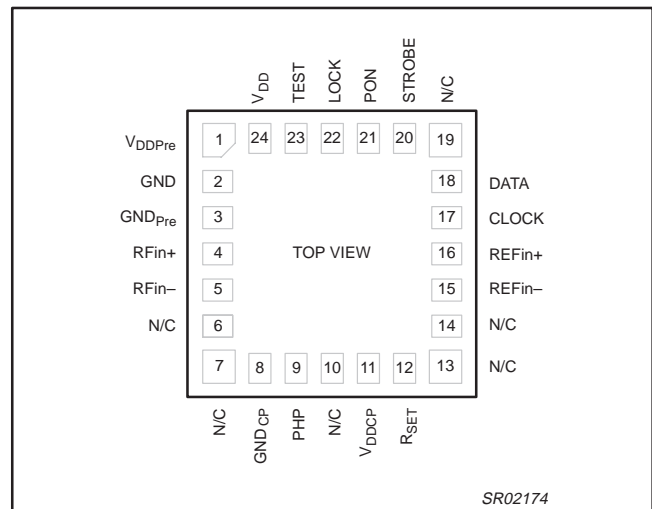 VDD
TEST
LOCK
PON
STROBE
N/C
VDDPre 1 24 23 22 21 20 19
GND 2 18 DATA
GNDPre 3 17 CLOCK
RFin+ 4 TOP VIEW 16 REFin+
RFin– 5 15 REFin–
N/C 6 14 N/C
7 8 9 10 11 12 13 N/C
N/C
GNDCP
PHP
N/C
VDDCP
RSET
SR02174